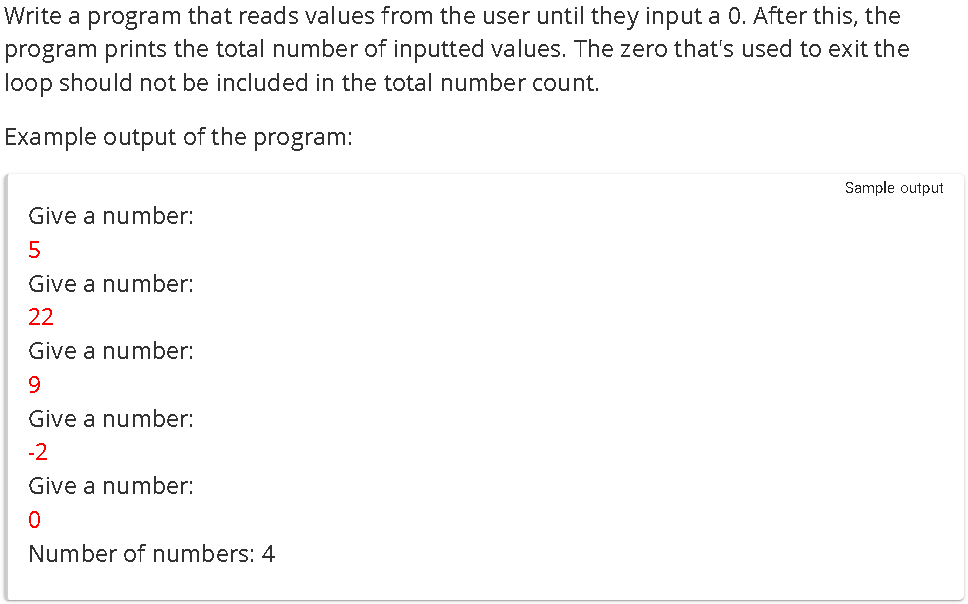 Write a program that reads values from the user until they input a 0. After this, the
program prints the total number of inputted values. The zero that's used to exit the
loop should not be included in the total number count.
Example output of the program:
Sample output
Give a number:
5
Give a number:
22
Give a number:
9
Give a number:
-2
Give a number:
0
Number of numbers: 4